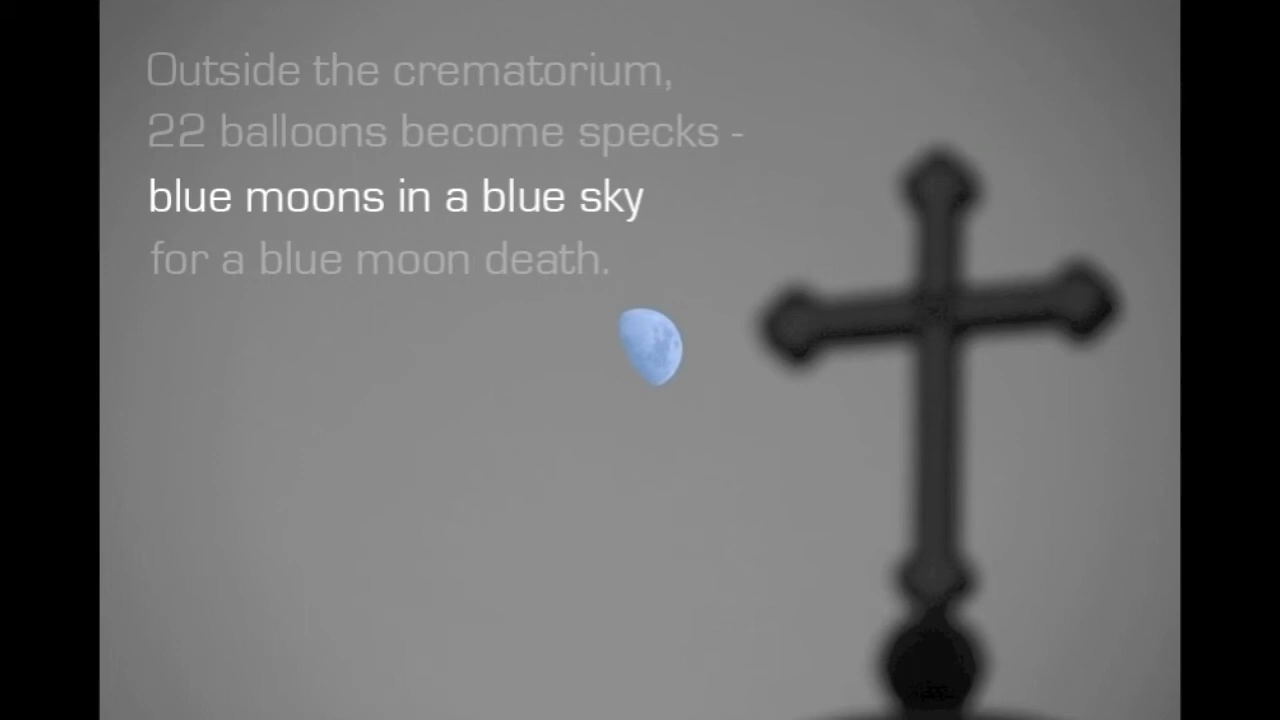 Outside the crematorium,
22 balloons become specks -
blue moons in a blue sky
for a blue moon death.